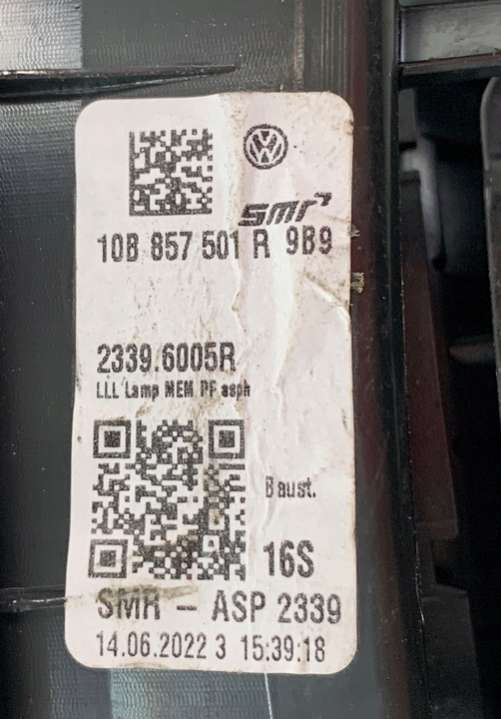 SMR
10B 857 501 R 9B9
2339.6005R
LLL Lamp MEM PF asph
Baust.
16S
SMR - ASP 2339
14.06.2022 3 15:39:18